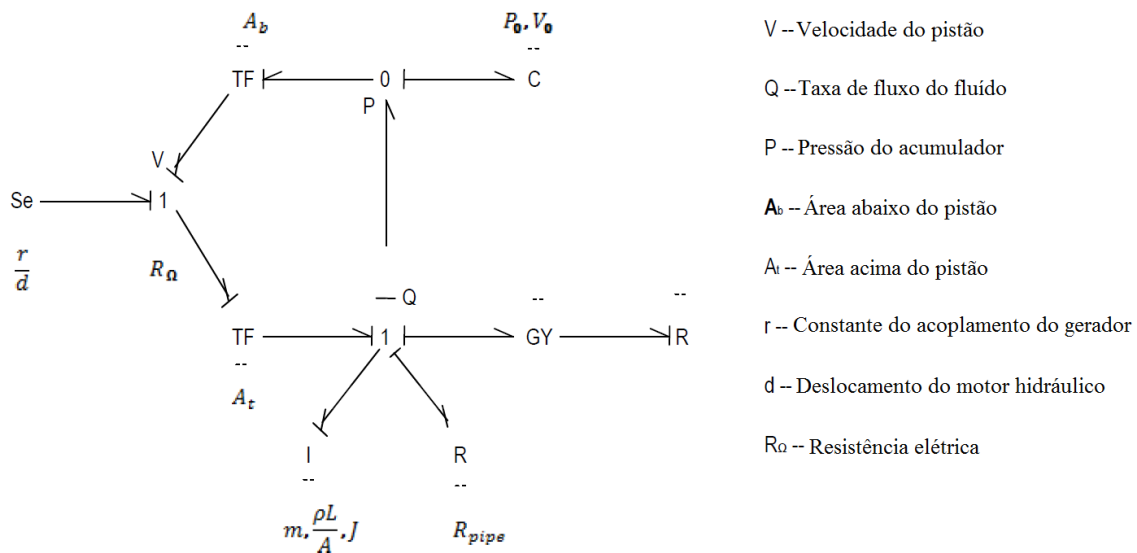 A_b
P_0, V_0
--
--
TF
0
C
P
V
Se
1
r/d
R_Ω
— Q
--
--
TF
1
GY
R
--
A_t
I
R
--
--
m, ρL/A, J
R_pipe
V -- Velocidade do pistão
Q -- Taxa de fluxo do fluído
P -- Pressão do acumulador
A_b -- Área abaixo do pistão
A_t -- Área acima do pistão
r -- Constante do acoplamento do gerador
d -- Deslocamento do motor hidráulico
R_Ω -- Resistência elétrica